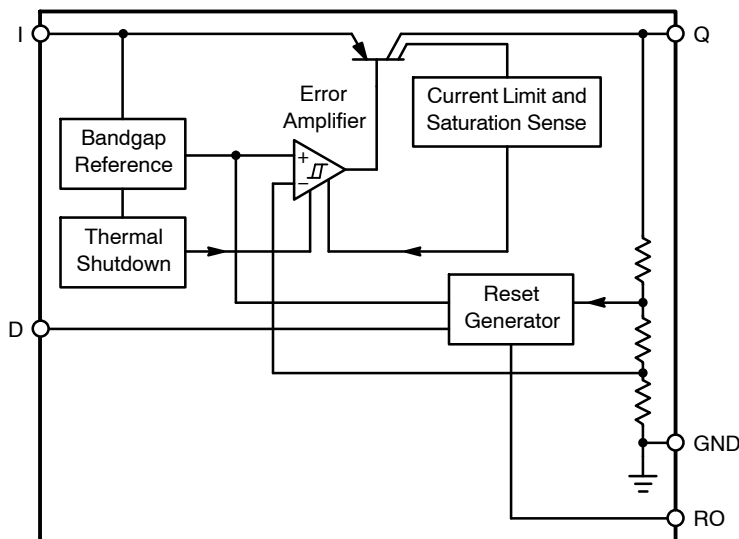 I
Q
Error
Amplifier
Current Limit and
Saturation Sense
Bandgap
Reference
+
−
Thermal
Shutdown
Reset
Generator
D
GND
RO